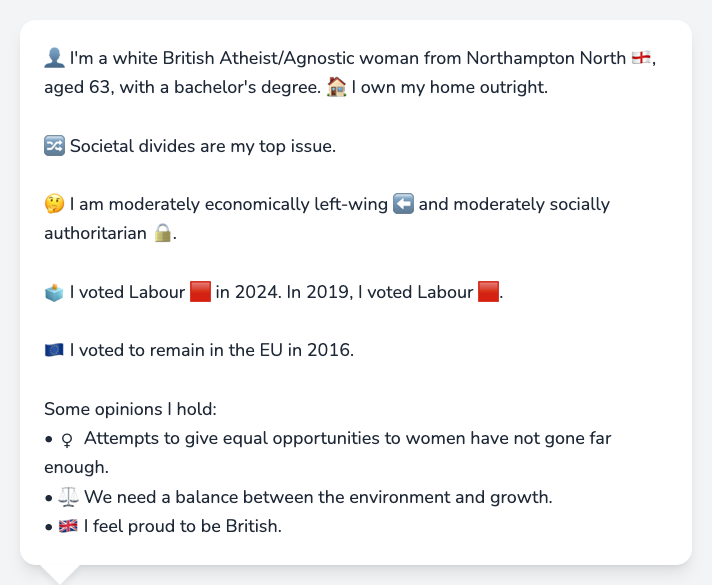 👤 I'm a white British Atheist/Agnostic woman from Northampton North 🏴󠁧󠁢󠁥󠁮󠁧󠁿,
aged 63, with a bachelor's degree. 🏠 I own my home outright.
🔀 Societal divides are my top issue.
🤔 I am moderately economically left-wing ⬅️ and moderately socially
authoritarian 🔒.
🗳️ I voted Labour 🟥 in 2024. In 2019, I voted Labour 🟥.
🇪🇺 I voted to remain in the EU in 2016.
Some opinions I hold:
• ♀️ Attempts to give equal opportunities to women have not gone far
enough.
• ⚖️ We need a balance between the environment and growth.
• 🇬🇧 I feel proud to be British.